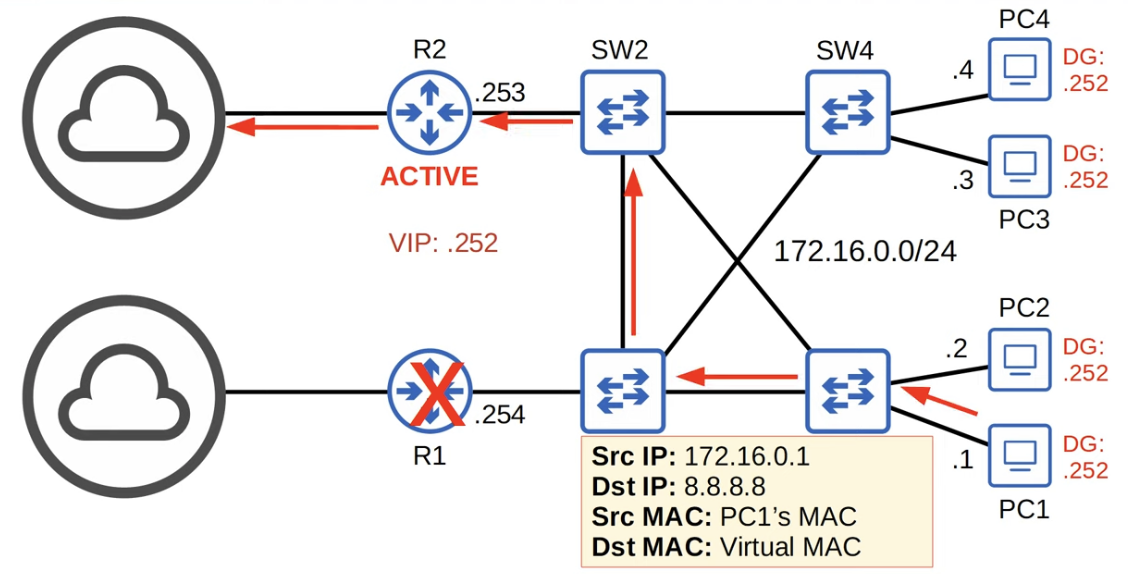 R2
SW2
SW4
PC4
.253
.4
DG:
.252
ACTIVE
.3
DG:
.252
PC3
VIP: .252
172.16.0.0/24
PC2
.2
DG:
.252
X
.254
R1
.1
DG:
.252
PC1
Src IP: 172.16.0.1
Dst IP: 8.8.8.8
Src MAC: PC1’s MAC
Dst MAC: Virtual MAC